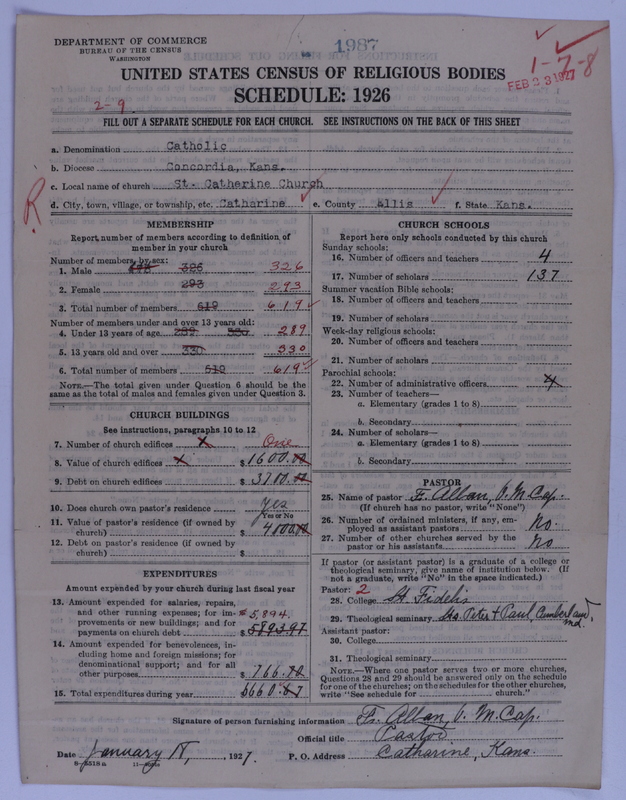 DEPARTMENT OF COMMERCE
BUREAU OF THE CENSUS
WASHINGTON
1987
1-7-8
FEB 23 1927
UNITED STATES CENSUS OF RELIGIOUS BODIES
SCHEDULE: 1926
2-9
FILL OUT A SEPARATE SCHEDULE FOR EACH CHURCH. SEE INSTRUCTIONS ON THE BACK OF THIS SHEET
a. Denomination Catholic
b. Diocese Concordia, Kans.
c. Local name of church St. Catharine Church
d. City, town, village, or township, etc. Catharine e. County Ellis f. State Kans.
R
MEMBERSHIP
Report number of members according to definition of
member in your church
Number of members, by sex:
1. Male 326 326
2. Female 293 293
3. Total number of members 619 619
Number of members under and over 13 years old:
4. Under 13 years of age 289
5. 13 years old and over 330 330
6. Total number of members 619
NOTE.—The total given under Question 6 should be the
same as the total of males and females given under Question 3.
CHURCH BUILDINGS
See instructions, paragraphs 10 to 12
7. Number of church edifices x One
8. Value of church edifices x $1600.
9. Debt on church edifices $3700.
10. Does church own pastor's residence yes
Yes or No
11. Value of pastor's residence (if owned by
church) $ 4000
12. Debt on pastor's residence (if owned by
church) $
EXPENDITURES
Amount expended by your church during last fiscal year
13. Amount expended for salaries, repairs,
and other running expenses; for im- $5,894.
provements or new buildings; and for
payments on church debt $5893.97
14. Amount expended for benevolences, in-
cluding home and foreign missions; for
denominational support; and for all
other purposes $ 766.
15. Total expenditures during year 6660.
CHURCH SCHOOLS
Report here only schools conducted by this church
Sunday schools:
16. Number of officers and teachers 4
17. Number of scholars 137
Summer vacation Bible schools:
18. Number of officers and teachers
19. Number of scholars
Week-day religious schools:
20. Number of officers and teachers
21. Number of scholars
Parochial schools:
22. Number of administrative officers 4
23. Number of teachers—
a. Elementary (grades 1 to 8)
b. Secondary
24. Number of scholars—
a. Elementary (grades 1 to 8)
b. Secondary
PASTOR
25. Name of pastor F. Alban, O. M. Cap.
(If church has no pastor, write "None")
26. Number of ordained ministers, if any, em-
ployed as assistant pastors No.
27. Number of other churches served by the
pastor or his assistants No
If pastor (or assistant pastor) is a graduate of a college or
theological seminary, give name of institution below. (If
not a graduate, write "No" in the space indicated.)
Pastor: 2
28. College St. Fidelis
29. Theological seminary Sts. Peter & Paul, Cumberland, Md.
Assistant pastor:
30. College
31. Theological seminary
NOTE.—Where one pastor serves two or more churches,
Questions 28 and 29 should be answered only on the schedule
for one of the churches; on the schedules for the other churches,
write "See schedule for church."
Signature of person furnishing information Fr. Alban, O. M. Cap.
Official title Pastor
Date January 18, 1927. P. O. Address Catharine, Kans.